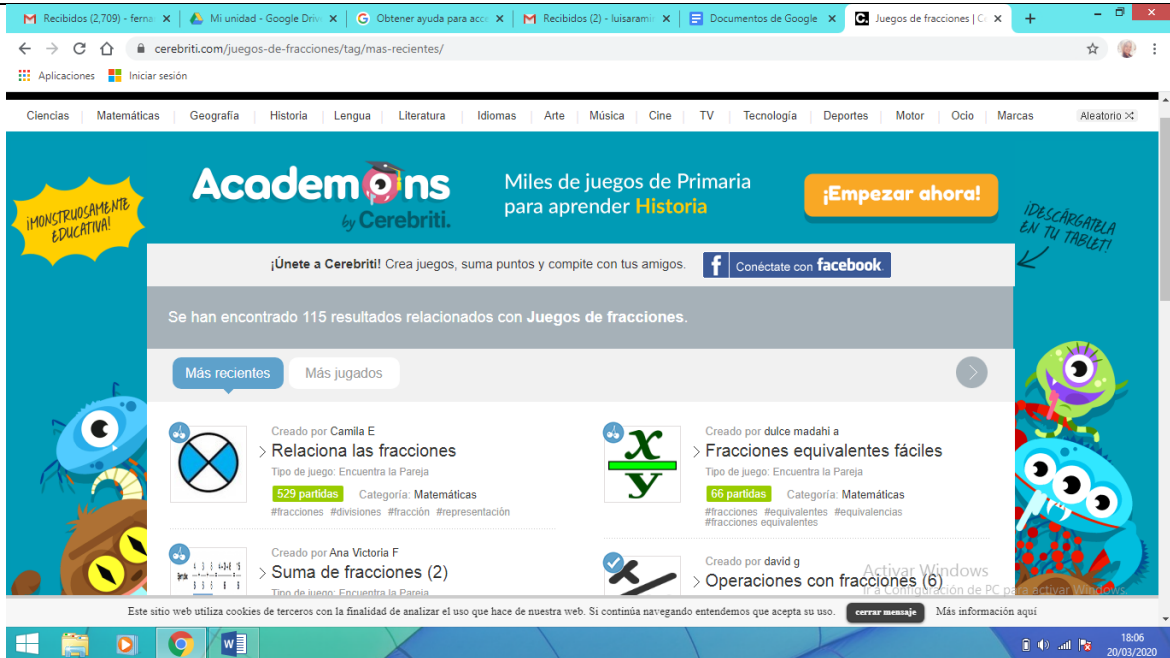 Recibidos (2,709) - ferna
Mi unidad - Google Driv
Obtener ayuda para acc
Recibidos (2) - luisaramir
Documentos de Google
Juegos de fracciones | C
cerebriti.com/juegos-de-fracciones/tag/mas-recientes/
Aplicaciones
Iniciar sesión
Ciencias Matemáticas Geografía Historia Lengua Literatura Idiomas Arte Música Cine TV Tecnología Deportes Motor Ocio Marcas Aleatorio
¡MONSTRUOSAMENTE
EDUCATIVA!
Academons
by Cerebriti.
Miles de juegos de Primaria
para aprender Historia
¡Empezar ahora!
¡DESCÁRGATELA
EN TU TABLET!
¡Únete a Cerebriti! Crea juegos, suma puntos y compite con tus amigos.
f Conéctate con facebook.
Se han encontrado 115 resultados relacionados con Juegos de fracciones.
Más recientes
Más jugados
Creado por Camila E
> Relaciona las fracciones
Tipo de juego: Encuentra la Pareja
529 partidas Categoría: Matemáticas
#fracciones #divisiones #fracción #representación
x
y
Creado por dulce madahi a
> Fracciones equivalentes fáciles
Tipo de juego: Encuentra la Pareja
66 partidas Categoría: Matemáticas
#fracciones #equivalentes #equivalencias
#fracciones equivalentes
Creado por Ana Victoria F
> Suma de fracciones (2)
Tipo de juego: Encuentra la Pareja
Creado por david g
> Operaciones con fracciones (6)
Activar Windows
Ir a Configuración de PC para activar Windows.
Este sitio web utiliza cookies de terceros con la finalidad de analizar el uso que hace de nuestra web. Si continúa navegando entendemos que acepta su uso. cerrar mensaje Más información aquí
18:06
20/03/2020